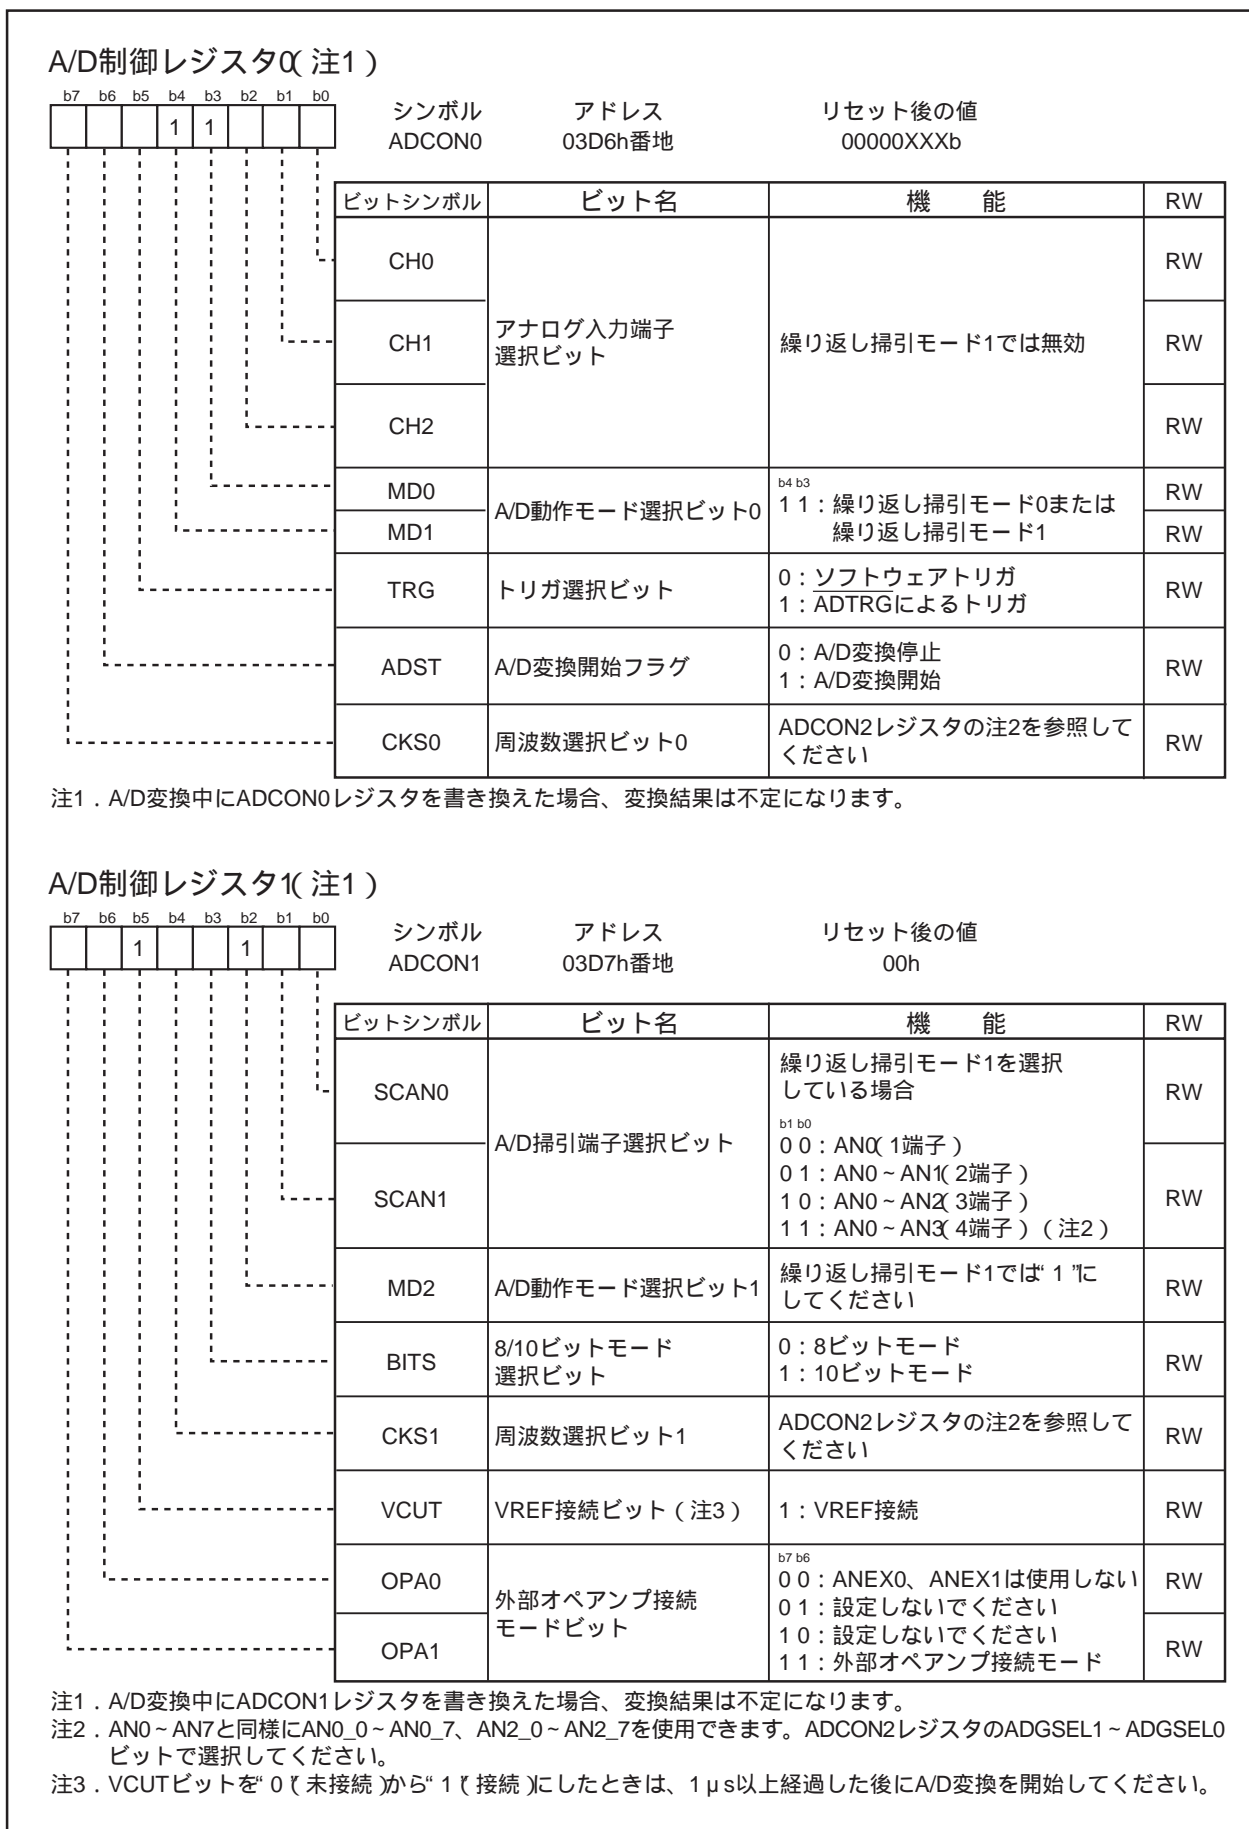 A/D制御レジスタ0(注1)
b7 b6 b5 b4 b3 b2 b1 b0
1 1
シンボル アドレス リセット後の値
ADCON0 03D6h番地 00000XXXb
ビットシンボル ビット名 機 能 RW
CH0 RW
CH1 アナログ入力端子
選択ビット 繰り返し掃引モード1では無効 RW
CH2 RW
MD0 A/D動作モード選択ビット0 b4 b3 RW
1 1：繰り返し掃引モード0または
繰り返し掃引モード1
MD1 RW
TRG トリガ選択ビット 0：ソフトウェアトリガ RW
1：ADTRGによるトリガ
ADST A/D変換開始フラグ 0：A/D変換停止 RW
1：A/D変換開始
CKS0 周波数選択ビット0 ADCON2レジスタの注2を参照して RW
ください
注1．A/D変換中にADCON0レジスタを書き換えた場合、変換結果は不定になります。
A/D制御レジスタ1(注1)
b7 b6 b5 b4 b3 b2 b1 b0
1 1
シンボル アドレス リセット後の値
ADCON1 03D7h番地 00h
ビットシンボル ビット名 機 能 RW
SCAN0 A/D掃引端子選択ビット 繰り返し掃引モード1を選択 RW
している場合
b1 b0
0 0：AN0(1端子)
0 1：AN0～AN1(2端子)
SCAN1 1 0：AN0～AN2(3端子) RW
1 1：AN0～AN3(4端子)(注2)
MD2 A/D動作モード選択ビット1 繰り返し掃引モード1では“1”に RW
してください
BITS 8/10ビットモード
選択ビット 0：8ビットモード RW
1：10ビットモード
CKS1 周波数選択ビット1 ADCON2レジスタの注2を参照して RW
ください
VCUT VREF接続ビット(注3) 1：VREF接続 RW
OPA0 外部オペアンプ接続
モードビット b7 b6 RW
0 0：ANEX0、ANEX1は使用しない
0 1：設定しないでください
OPA1 1 0：設定しないでください RW
1 1：外部オペアンプ接続モード
注1．A/D変換中にADCON1レジスタを書き換えた場合、変換結果は不定になります。
注2．AN0～AN7と同様にAN0_0～AN0_7、AN2_0～AN2_7を使用できます。ADCON2レジスタのADGSEL1～ADGSEL0
ビットで選択してください。
注3．VCUTビットを“0”(未接続)から“1”(接続)にしたときは、1μs以上経過した後にA/D変換を開始してください。